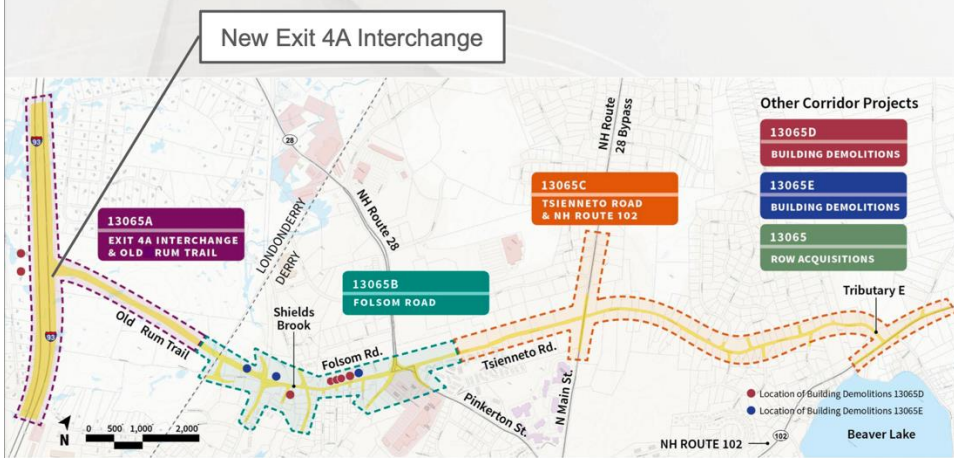 New Exit 4A Interchange
Other Corridor Projects
13065D
BUILDING DEMOLITIONS
13065E
BUILDING DEMOLITIONS
13065
ROW ACQUISITIONS
NH Route
28 Bypass
28
93
13065C
TSIENNETO ROAD
& NH ROUTE 102
13065A
EXIT 4A INTERCHANGE
& OLD RUM TRAIL
LONDONDERRY
DERRY
NH Route 28
13065B
FOLSOM ROAD
Tributary E
Shields
Brook
Old Rum Trail
Folsom Rd.
Tsienneto Rd.
93
N Main St.
Pinkerton St.
Location of Building Demolitions 13065D
Location of Building Demolitions 13065E
N
0 500 1,000 2,000
NH ROUTE 102
102
Beaver Lake